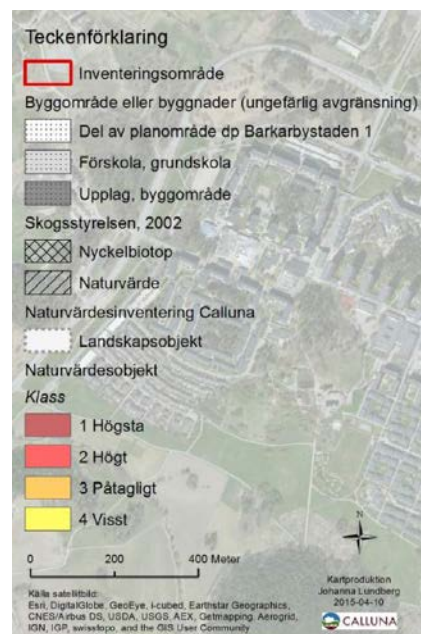 Teckenförklaring
Inventeringsområde
Byggområde eller byggnader (ungefärlig avgränsning)
Del av planområde dp Barkarbystaden 1
Förskola, grundskola
Upplag, byggområde
Skogsstyrelsen, 2002
Nyckelbiotop
Naturvärde
Naturvärdesinventering Calluna
Landskapsobjekt
Naturvärdesobjekt
Klass
1 Högsta
2 Högt
3 Påtagligt
4 Visst
N
0 200 400 Meter
Kartproduktion
Johanna Lundberg
2015-04-10
Källa satellitbild:
Esri, DigitalGlobe, GeoEye, i-cubed, Earthstar Geographics,
CNES/Airbus DS, USDA, USGS, AEX, Getmapping, Aerogrid,
IGN, IGP, swisstopo, and the GIS User Community
CALLUNA